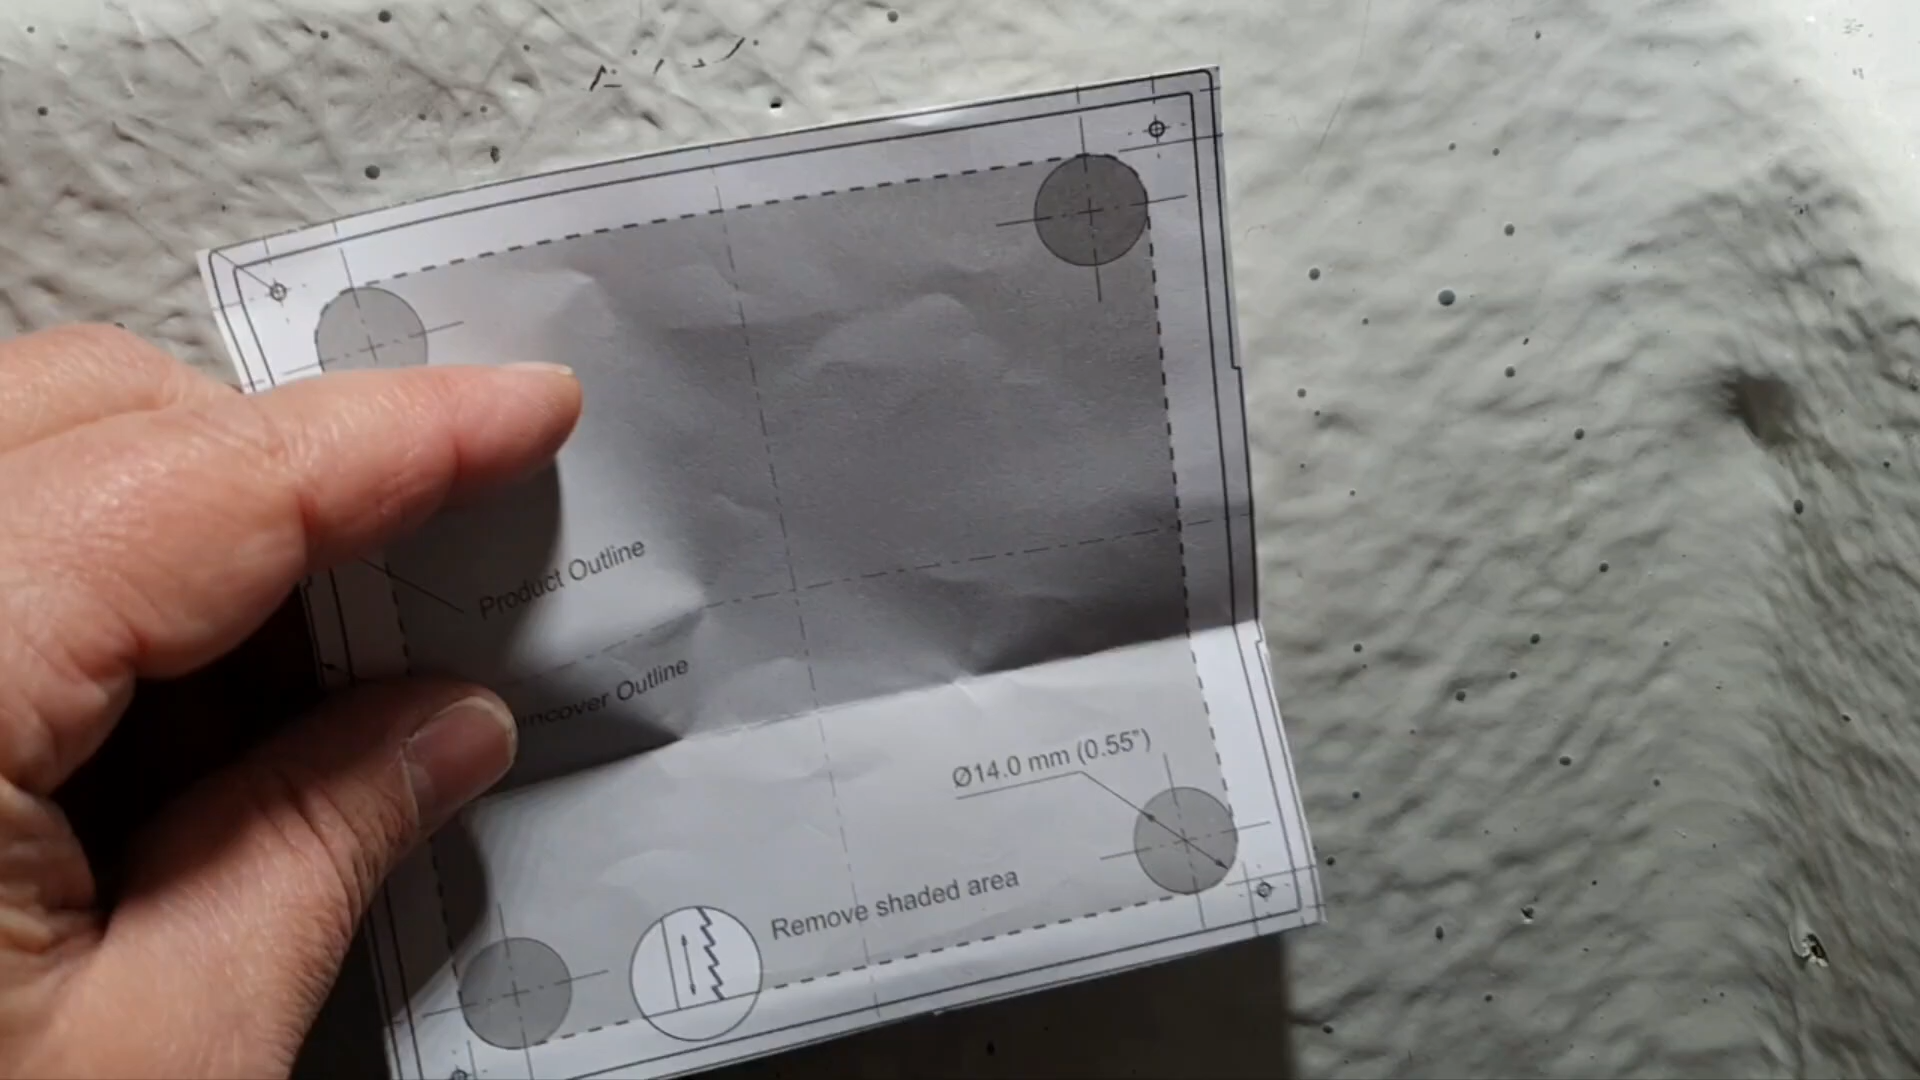 Product Outline
Outline
Ø14.0 mm (0.55")
Remove shaded area